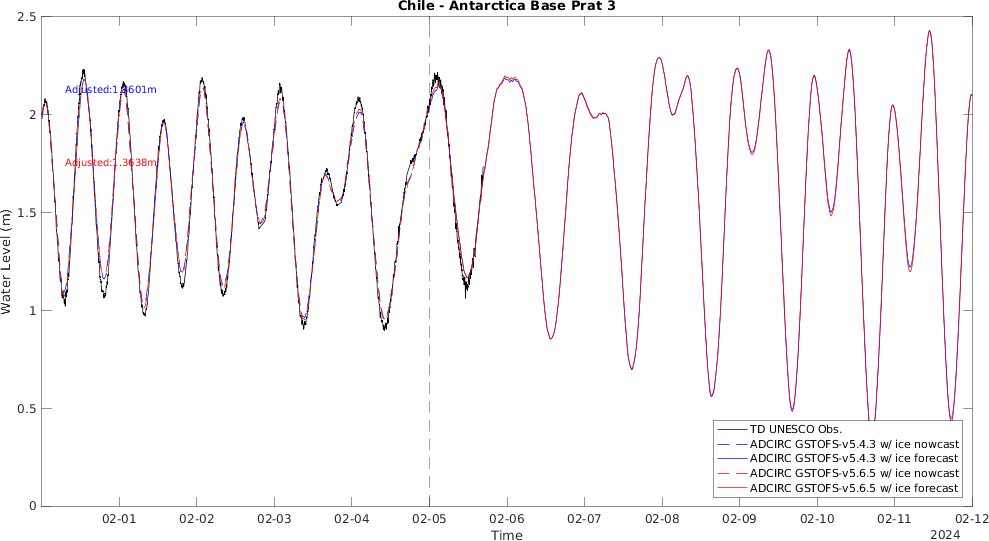 Chile - Antarctica Base Prat 3
Water Level (m)
2.5
2
1.5
1
0.5
0
Adjusted:1.3601m
Adjusted:1.3638m
TD UNESCO Obs.
ADCIRC GSTOFS-v5.4.3 w/ ice nowcast
ADCIRC GSTOFS-v5.4.3 w/ ice forecast
ADCIRC GSTOFS-v5.6.5 w/ ice nowcast
ADCIRC GSTOFS-v5.6.5 w/ ice forecast
02-01 02-02 02-03 02-04 02-05 02-06 02-07 02-08 02-09 02-10 02-11 02-12
Time
2024